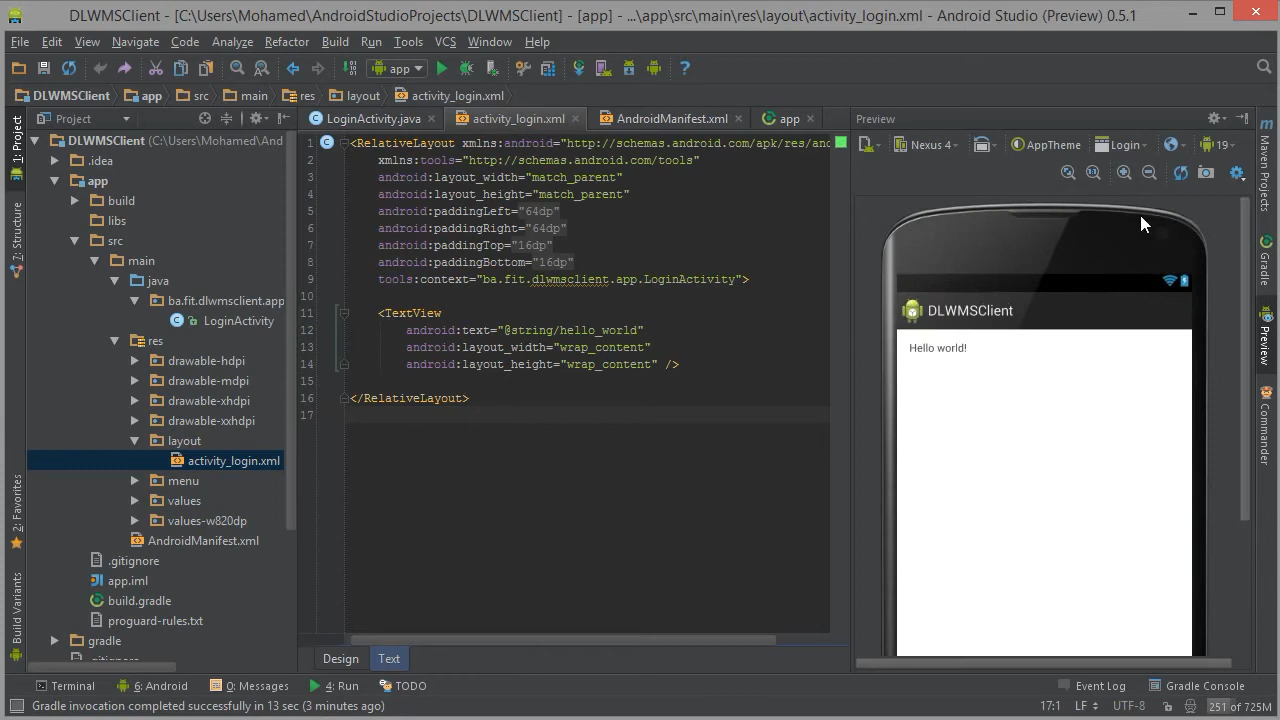 DLWMSClient - [C:\Users\Mohamed\AndroidStudioProjects\DLWMSClient] - [app] - ...\app\src\main\res\layout\activity_login.xml - Android Studio (Preview) 0.5.1
File Edit View Navigate Code Analyze Refactor Build Run Tools VCS Window Help
app
DLWMSClient app src main res layout activity_login.xml
Project
LoginActivity.java activity_login.xml AndroidManifest.xml app
Preview
1: Project
7: Structure
2: Favorites
Build Variants
DLWMSClient (C:\Users\Mohamed\And
.idea
app
build
libs
src
main
java
ba.fit.dlwmsclient.app
LoginActivity
res
drawable-hdpi
drawable-mdpi
drawable-xhdpi
drawable-xxhdpi
layout
activity_login.xml
menu
values
values-w820dp
AndroidManifest.xml
.gitignore
app.iml
build.gradle
proguard-rules.txt
gradle
.gitignore
1 <RelativeLayout xmlns:android="http://schemas.android.com/apk/res/and
2 xmlns:tools="http://schemas.android.com/tools"
3 android:layout_width="match_parent"
4 android:layout_height="match_parent"
5 android:paddingLeft="64dp"
6 android:paddingRight="64dp"
7 android:paddingTop="16dp"
8 android:paddingBottom="16dp"
9 tools:context="ba.fit.dlwmsclient.app.LoginActivity">
10
11 <TextView
12 android:text="@string/hello_world"
13 android:layout_width="wrap_content"
14 android:layout_height="wrap_content" />
15
16 </RelativeLayout>
17
Design Text
Nexus 4 AppTheme Login 19
DLWMSClient
Hello world!
Maven Projects
Gradle
Preview
Commander
Terminal 6: Android 0: Messages 4: Run TODO Event Log Gradle Console
Gradle invocation completed successfully in 13 sec (3 minutes ago) 17:1 LF UTF-8 251 of 725M